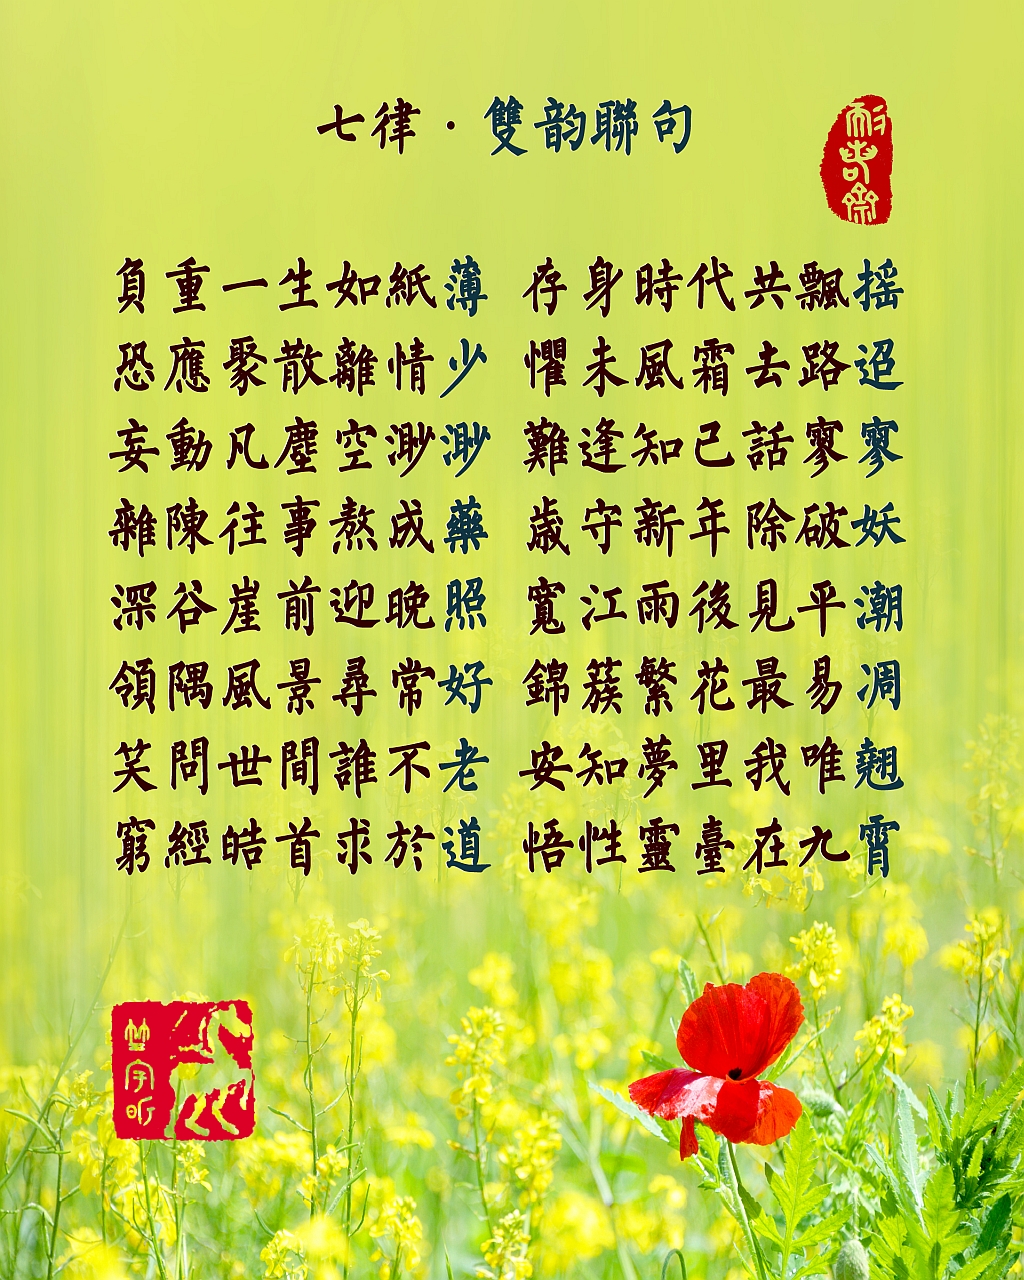 七律·雙韵聯句
負重一生如紙薄 存身時代共飄摇
恐應聚散離情少 懼未風霜去路迢
妄動凡塵空渺渺 難逢知己話寥寥
雜陳往事熬成藥 歲守新年除破妖
深谷崖前迎晚照 寬江雨後見平潮
領隅風景尋常好 錦簇繁花最易凋
笑問世間誰不老 安知夢里我唯翹
窮經皓首求於道 悟性靈臺在九霄